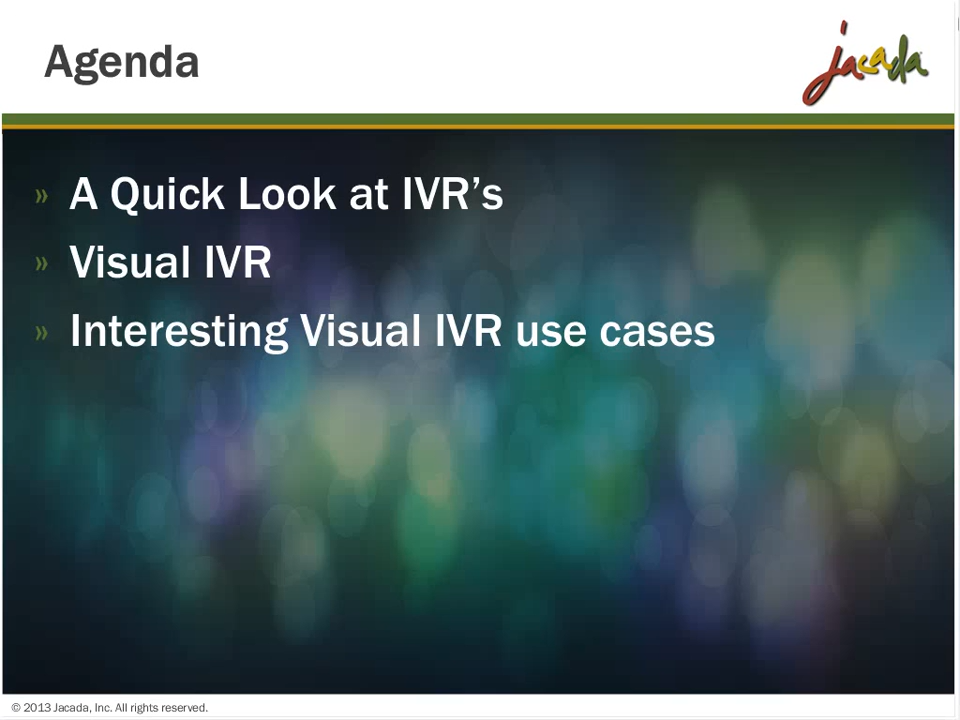 Agenda
jacada
» A Quick Look at IVR’s
» Visual IVR
» Interesting Visual IVR use cases
© 2013 Jacada, Inc. All rights reserved.